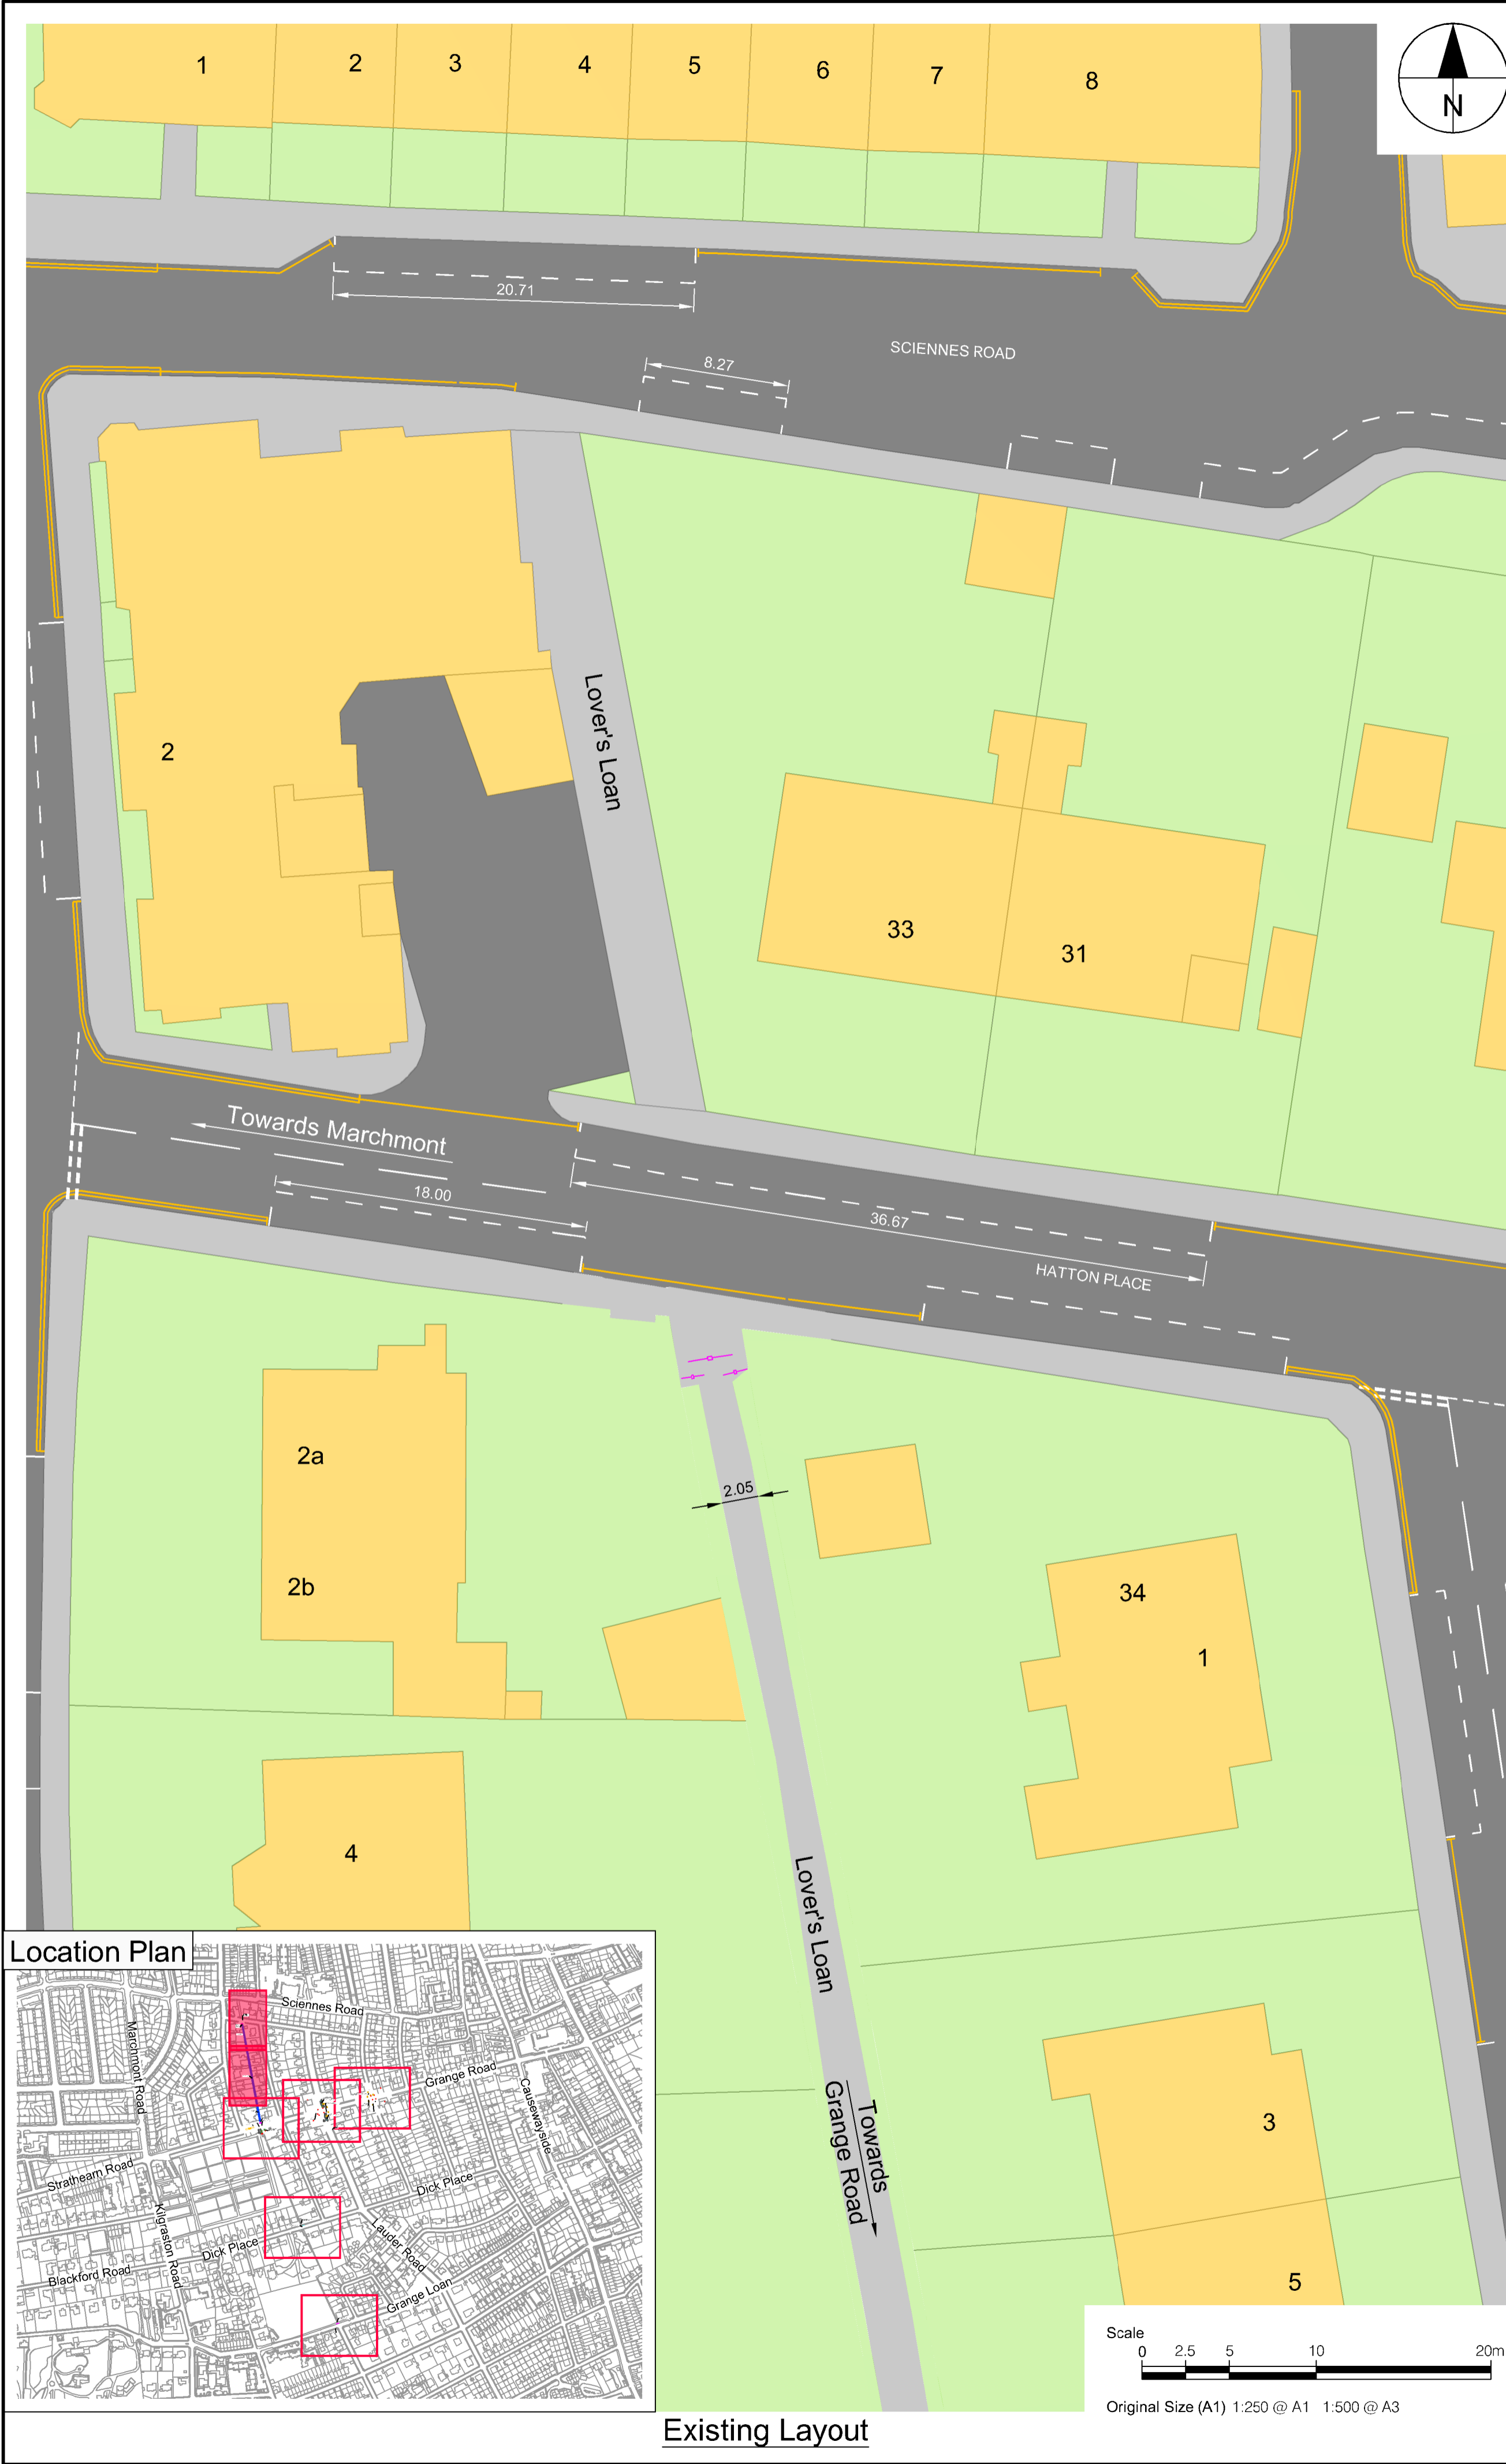 1
2
3
4
5
6
7
8
N
20.71
8.27
SCIENNES ROAD
Lover's Loan
2
33
31
Towards Marchmont
18.00
36.67
HATTON PLACE
2a
2.05
2b
34
1
4
Lover's Loan
Towards
Grange Road
3
5
Location Plan
Sciennes Road
Marchmont Road
Grange Road
Causewayside
Strathearn Road
Dick Place
Kilgraston Road
Lauder Road
Dick Place
Blackford Road
Grange Loan
Scale
0 2.5 5 10 20m
Original Size (A1) 1:250 @ A1 1:500 @ A3
Existing Layout